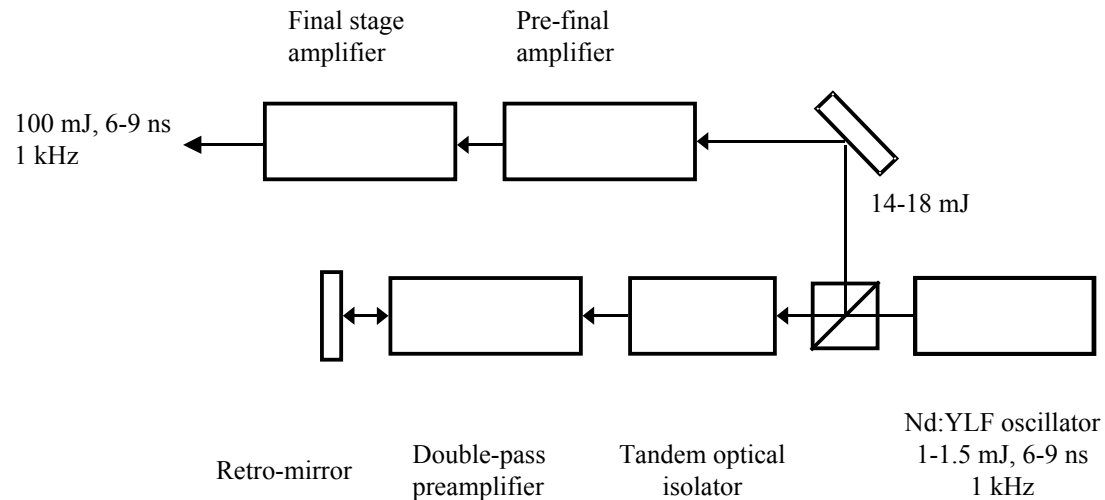 Final stage
amplifier
Pre-final
amplifier
100 mJ, 6-9 ns
1 kHz
14-18 mJ
Retro-mirror
Double-pass
preamplifier
Tandem optical
isolator
Nd:YLF oscillator
1-1.5 mJ, 6-9 ns
1 kHz